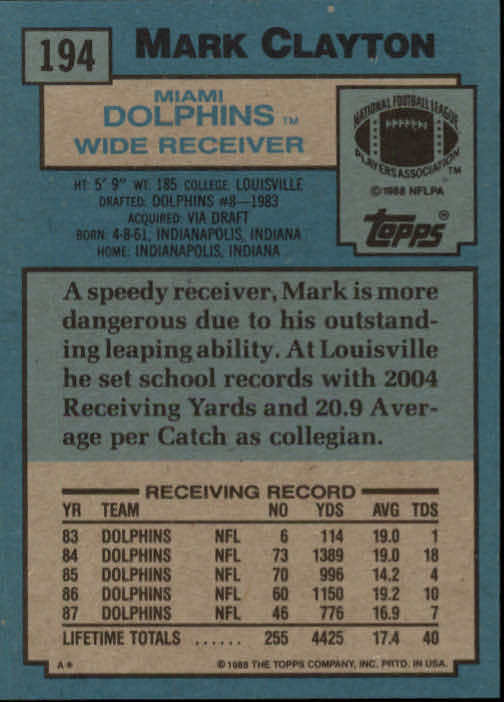 194
MARK CLAYTON
MIAMI
DOLPHINS ™
WIDE RECEIVER
NATIONAL FOOTBALL LEAGUE
PLAYERS ASSOCIATION ™
© 1988 NFLPA
topps ®
HT: 5' 9" WT: 185 COLLEGE: LOUISVILLE
DRAFTED: DOLPHINS #8—1983
ACQUIRED: VIA DRAFT
BORN: 4-8-61, INDIANAPOLIS, INDIANA
HOME: INDIANAPOLIS, INDIANA
A speedy receiver, Mark is more
dangerous due to his outstand-
ing leaping ability. At Louisville
he set school records with 2004
Receiving Yards and 20.9 Aver-
age per Catch as collegian.
RECEIVING RECORD
YR TEAM NO YDS AVG TDS
83 DOLPHINS NFL 6 114 19.0 1
84 DOLPHINS NFL 73 1389 19.0 18
85 DOLPHINS NFL 70 996 14.2 4
86 DOLPHINS NFL 60 1150 19.2 10
87 DOLPHINS NFL 46 776 16.9 7
LIFETIME TOTALS ...... 255 4425 17.4 40
A* © 1988 THE TOPPS COMPANY, INC. PRTD. IN USA.